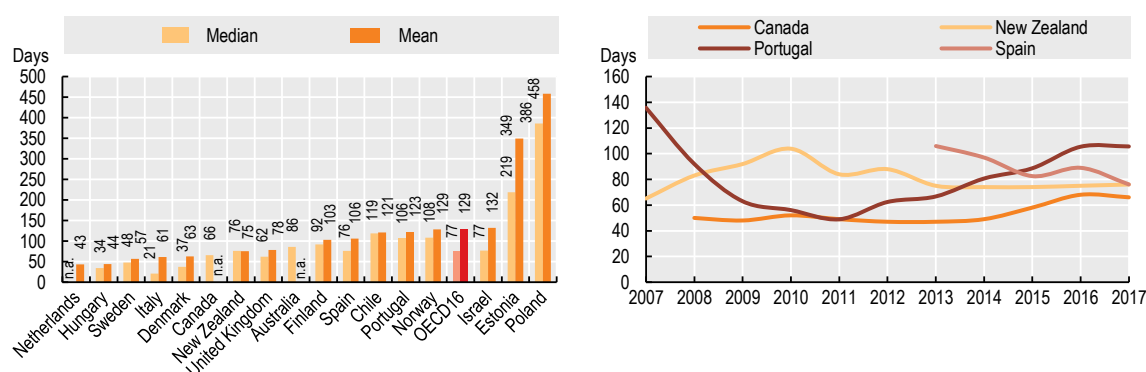 Median Mean
Days
500
450
400
350
300
250
200
150
100
50
0
n.a. 43
34 44
48 57
21 61
37 63
66 n.a.
76 75
62 78
86 n.a.
92 103
76 106
119 121
106 123
108 129
77 129
77 132
219 349
386 458
Netherlands
Hungary
Sweden
Italy
Denmark
Canada
New Zealand
United Kingdom
Australia
Finland
Spain
Chile
Portugal
Norway
OECD16
Israel
Estonia
Poland
Canada New Zealand
Portugal Spain
Days
160
140
120
100
80
60
40
20
0
2007 2008 2009 2010 2011 2012 2013 2014 2015 2016 2017